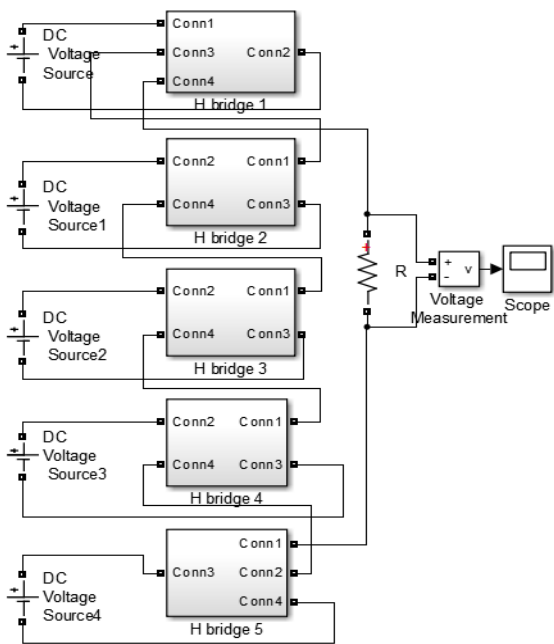 DC
Voltage
Source
Conn1
Conn3
Conn4
Conn2
H bridge 1
DC
Voltage
Source1
Conn2
Conn4
Conn1
Conn3
H bridge 2
DC
Voltage
Source2
Conn2
Conn4
Conn1
Conn3
H bridge 3
R
+
-
v
Voltage
Measurement
Scope
DC
Voltage
Source3
Conn2
Conn4
Conn1
Conn3
H bridge 4
DC
Voltage
Source4
Conn3
Conn1
Conn2
Conn4
H bridge 5